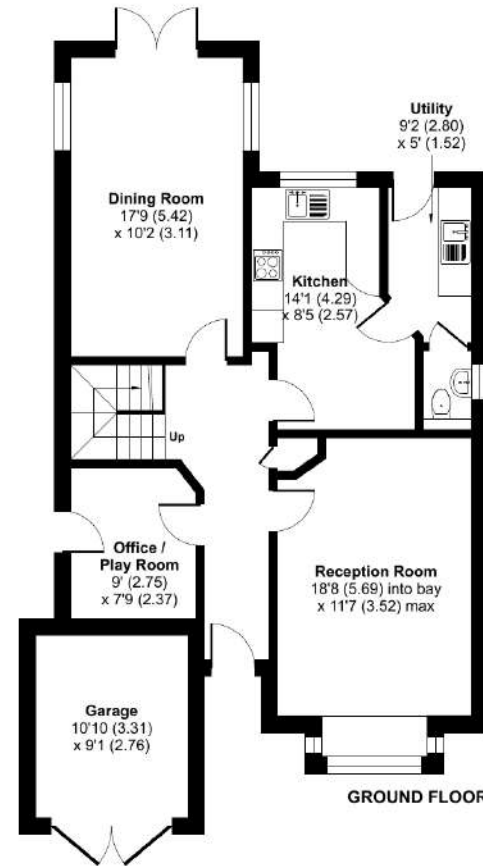 Utility
9'2 (2.80)
x 5' (1.52)
Dining Room
17'9 (5.42)
x 10'2 (3.11)
Kitchen
14'1 (4.29)
x 8'5 (2.57)
Up
Office /
Play Room
9' (2.75)
x 7'9 (2.37)
Reception Room
18'8 (5.69) into bay
x 11'7 (3.52) max
Garage
10'10 (3.31)
x 9'1 (2.76)
GROUND FLOOR